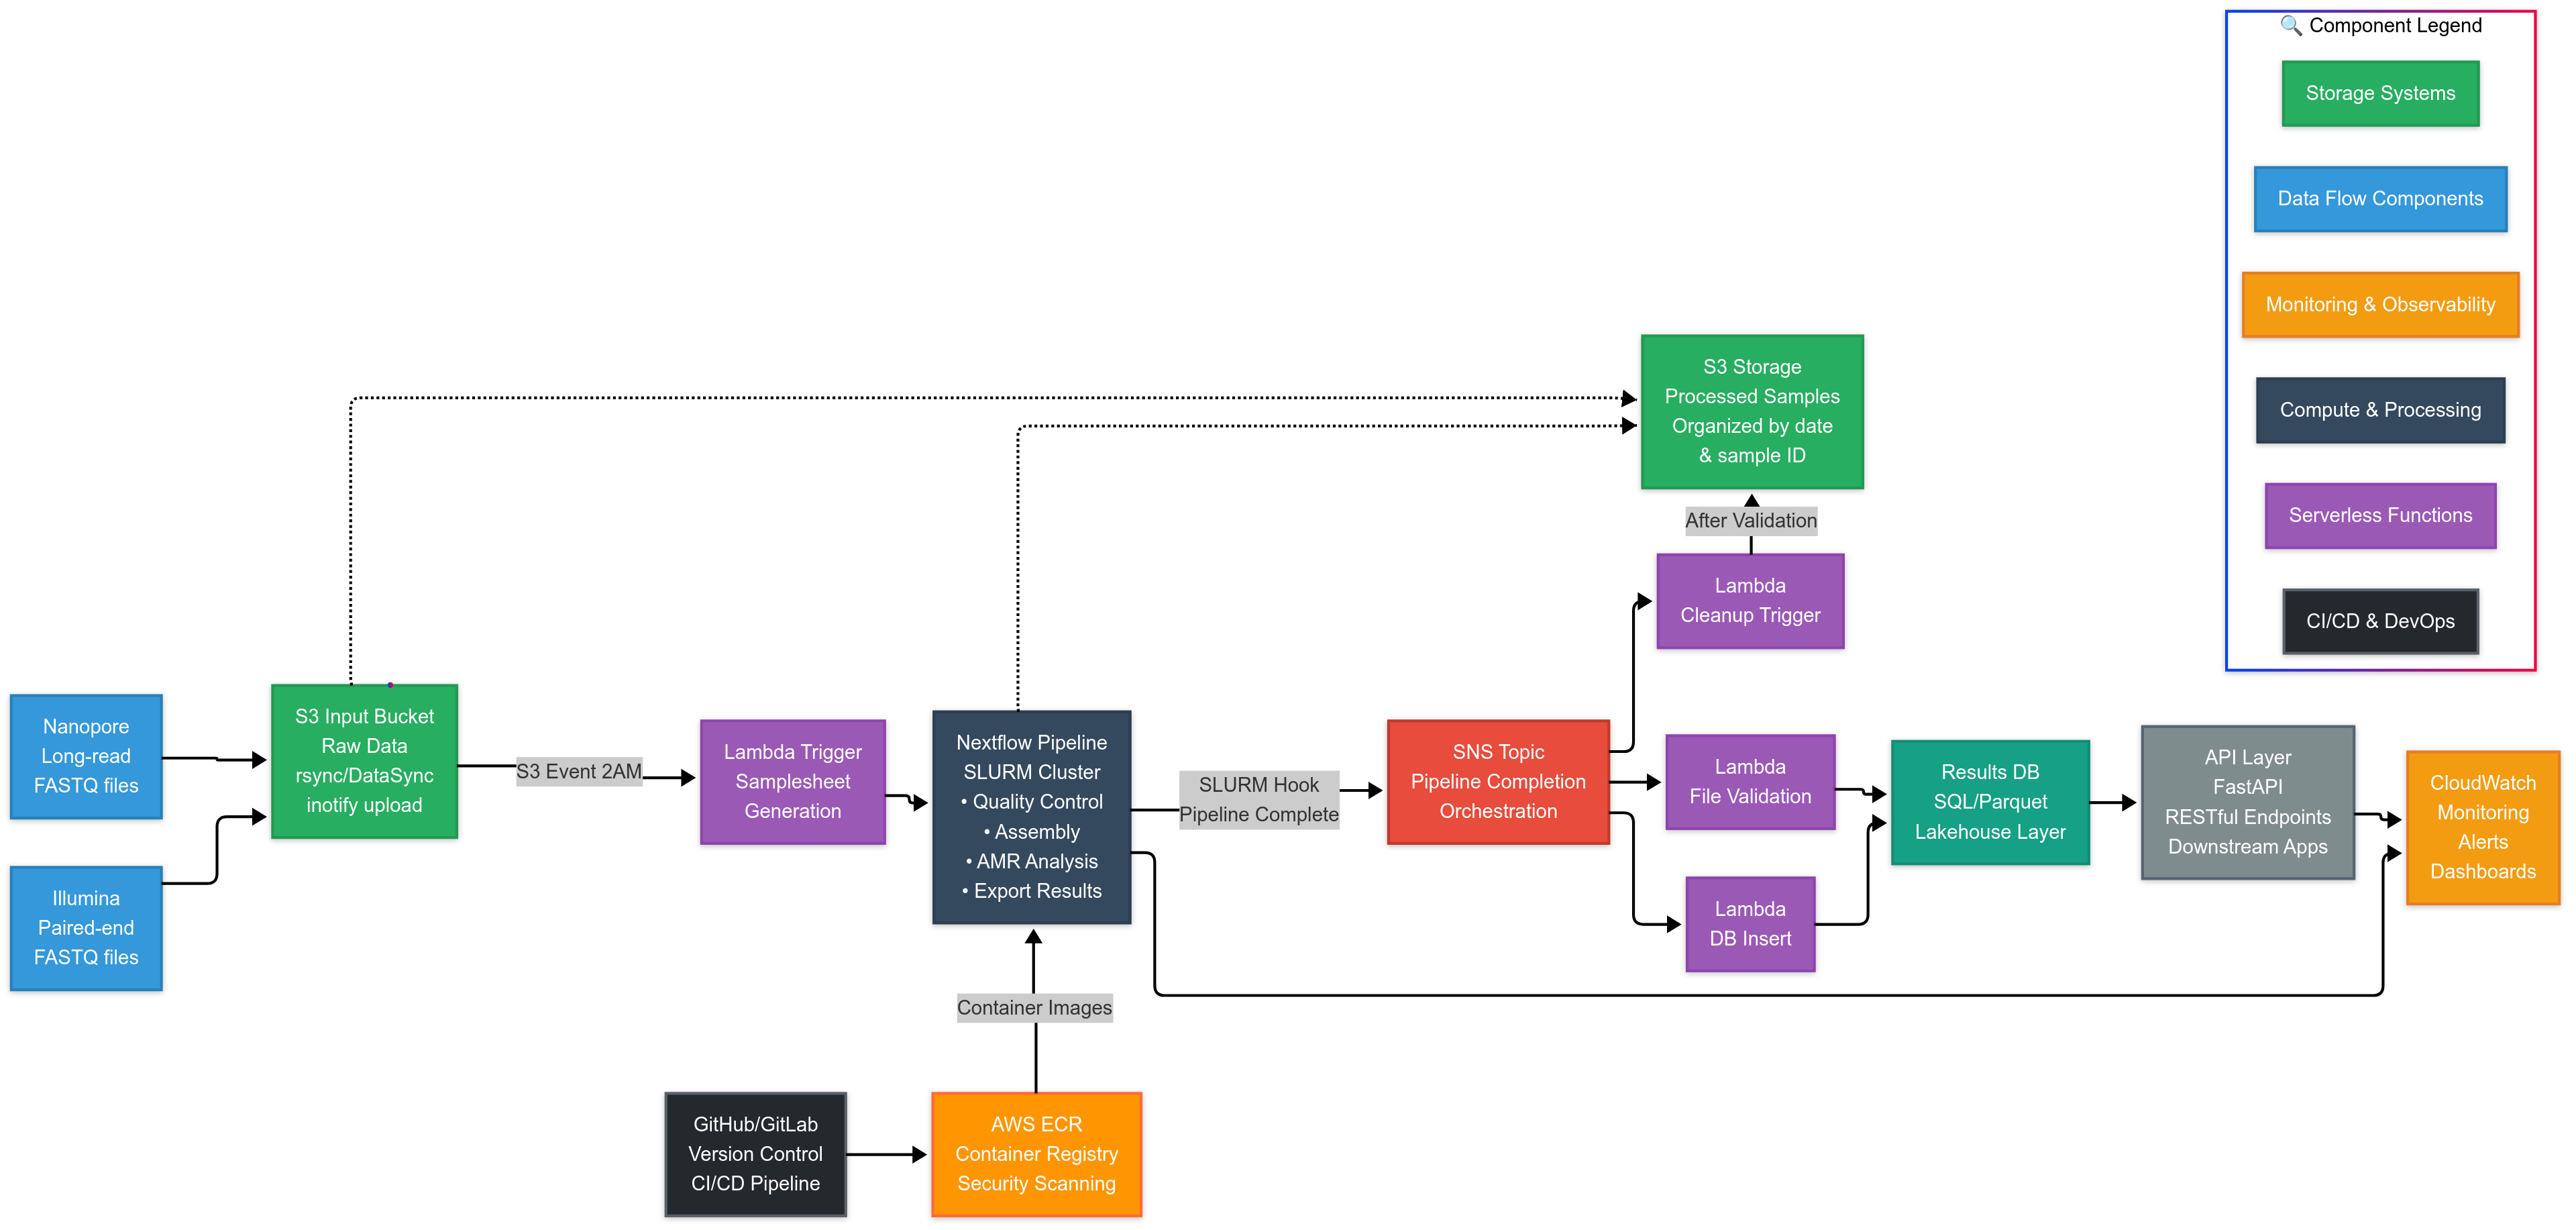 🔍 Component Legend
Storage Systems
Data Flow Components
Monitoring & Observability
Compute & Processing
Serverless Functions
CI/CD & DevOps
S3 Storage
Processed Samples
Organized by date
& sample ID
After Validation
Lambda
Cleanup Trigger
Nanopore
Long-read
FASTQ files
Illumina
Paired-end
FASTQ files
S3 Input Bucket
Raw Data
rsync/DataSync
inotify upload
S3 Event 2AM
Lambda Trigger
Samplesheet
Generation
Nextflow Pipeline
SLURM Cluster
• Quality Control
• Assembly
• AMR Analysis
• Export Results
SLURM Hook
Pipeline Complete
SNS Topic
Pipeline Completion
Orchestration
Lambda
File Validation
Lambda
DB Insert
Results DB
SQL/Parquet
Lakehouse Layer
API Layer
FastAPI
RESTful Endpoints
Downstream Apps
CloudWatch
Monitoring
Alerts
Dashboards
Container Images
GitHub/GitLab
Version Control
CI/CD Pipeline
AWS ECR
Container Registry
Security Scanning